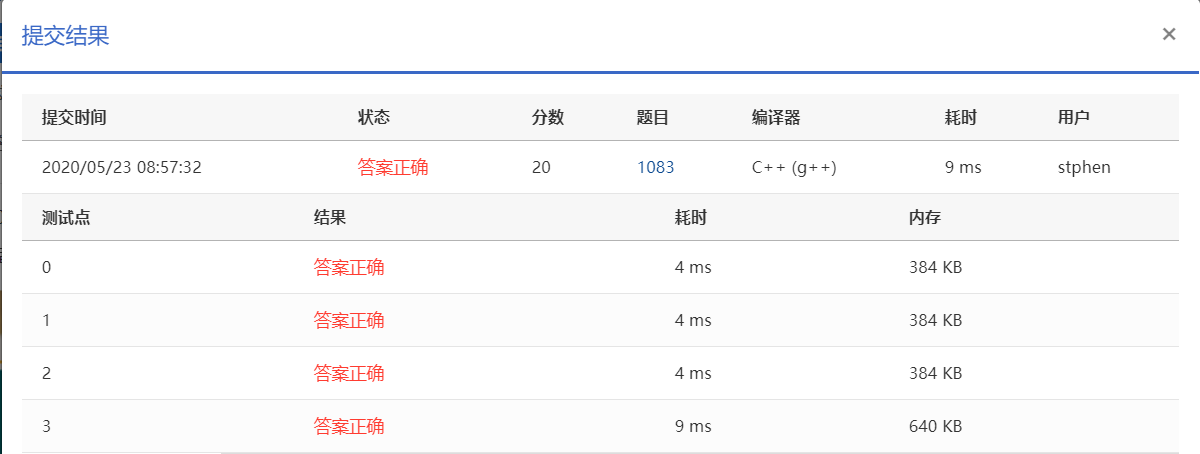 提交结果
×
提交时间 状态 分数 题目 编译器 耗时 用户
2020/05/23 08:57:32 答案正确 20 1083 C++ (g++) 9 ms stphen
测试点 结果 耗时 内存
0 答案正确 4 ms 384 KB
1 答案正确 4 ms 384 KB
2 答案正确 4 ms 384 KB
3 答案正确 9 ms 640 KB